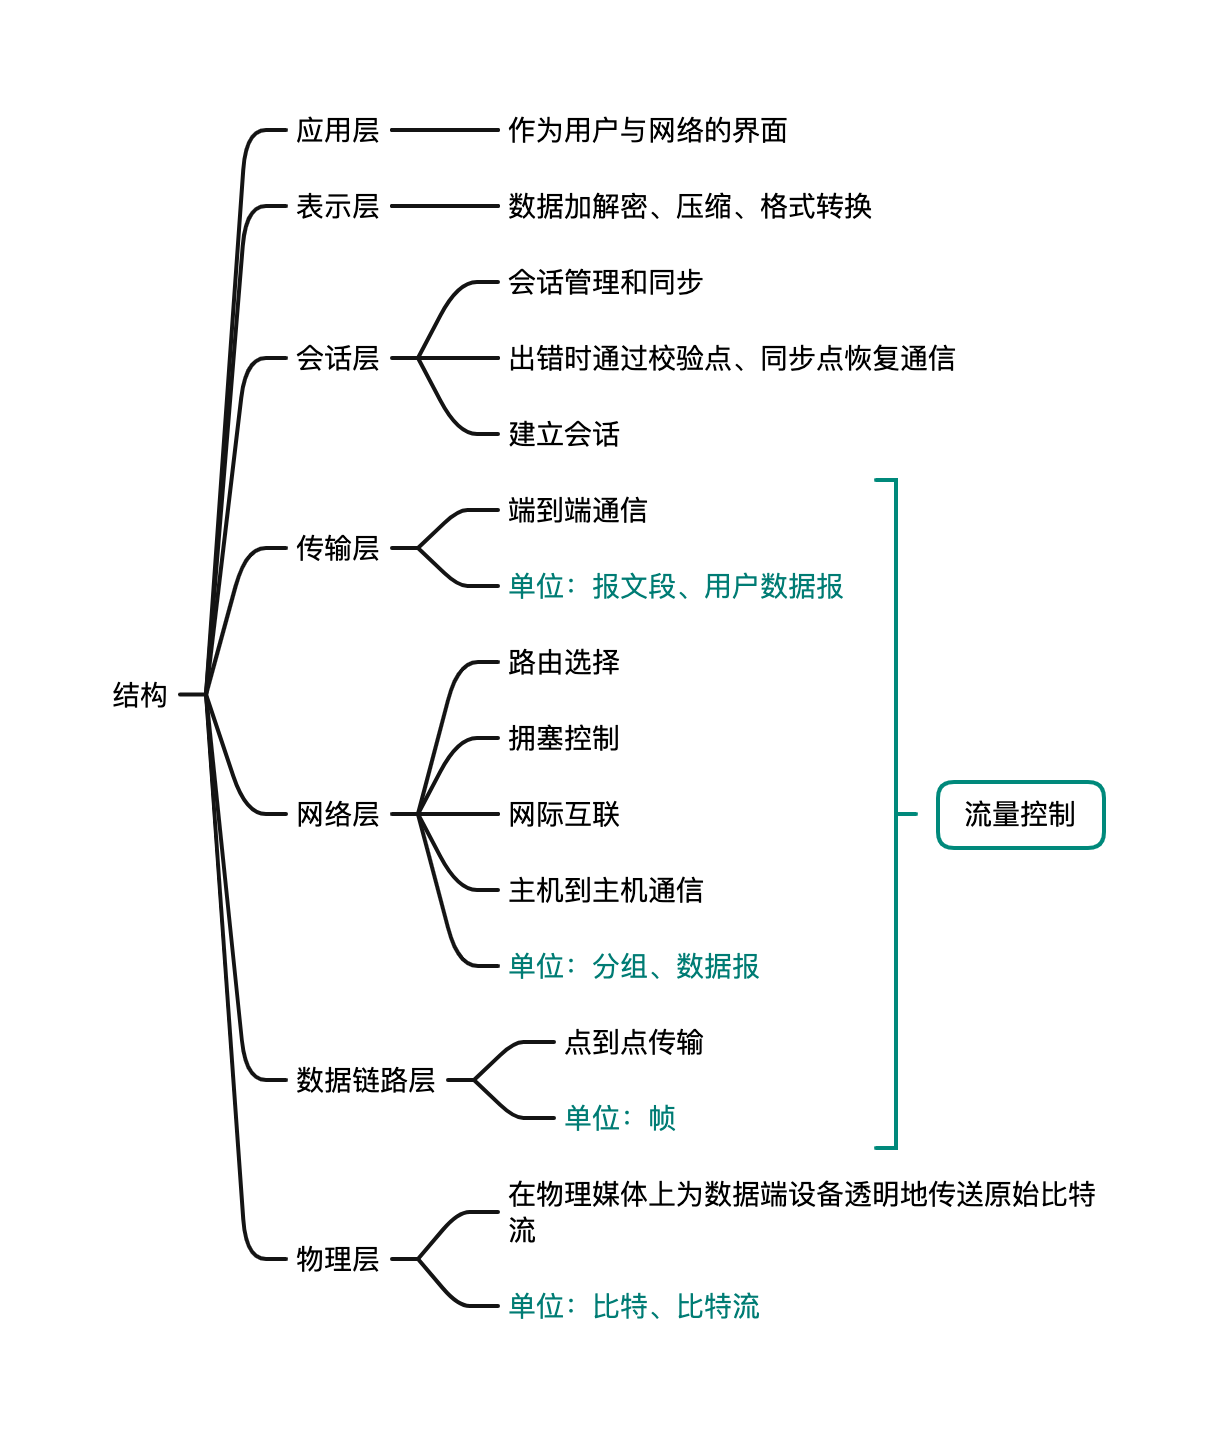 结构
应用层
作为用户与网络的界面
表示层
数据加解密、压缩、格式转换
会话层
会话管理和同步
出错时通过校验点、同步点恢复通信
建立会话
传输层
端到端通信
单位：报文段、用户数据报
网络层
路由选择
拥塞控制
网际互联
主机到主机通信
单位：分组、数据报
数据链路层
点到点传输
单位：帧
流量控制
物理层
在物理媒体上为数据端设备透明地传送原始比特
流
单位：比特、比特流